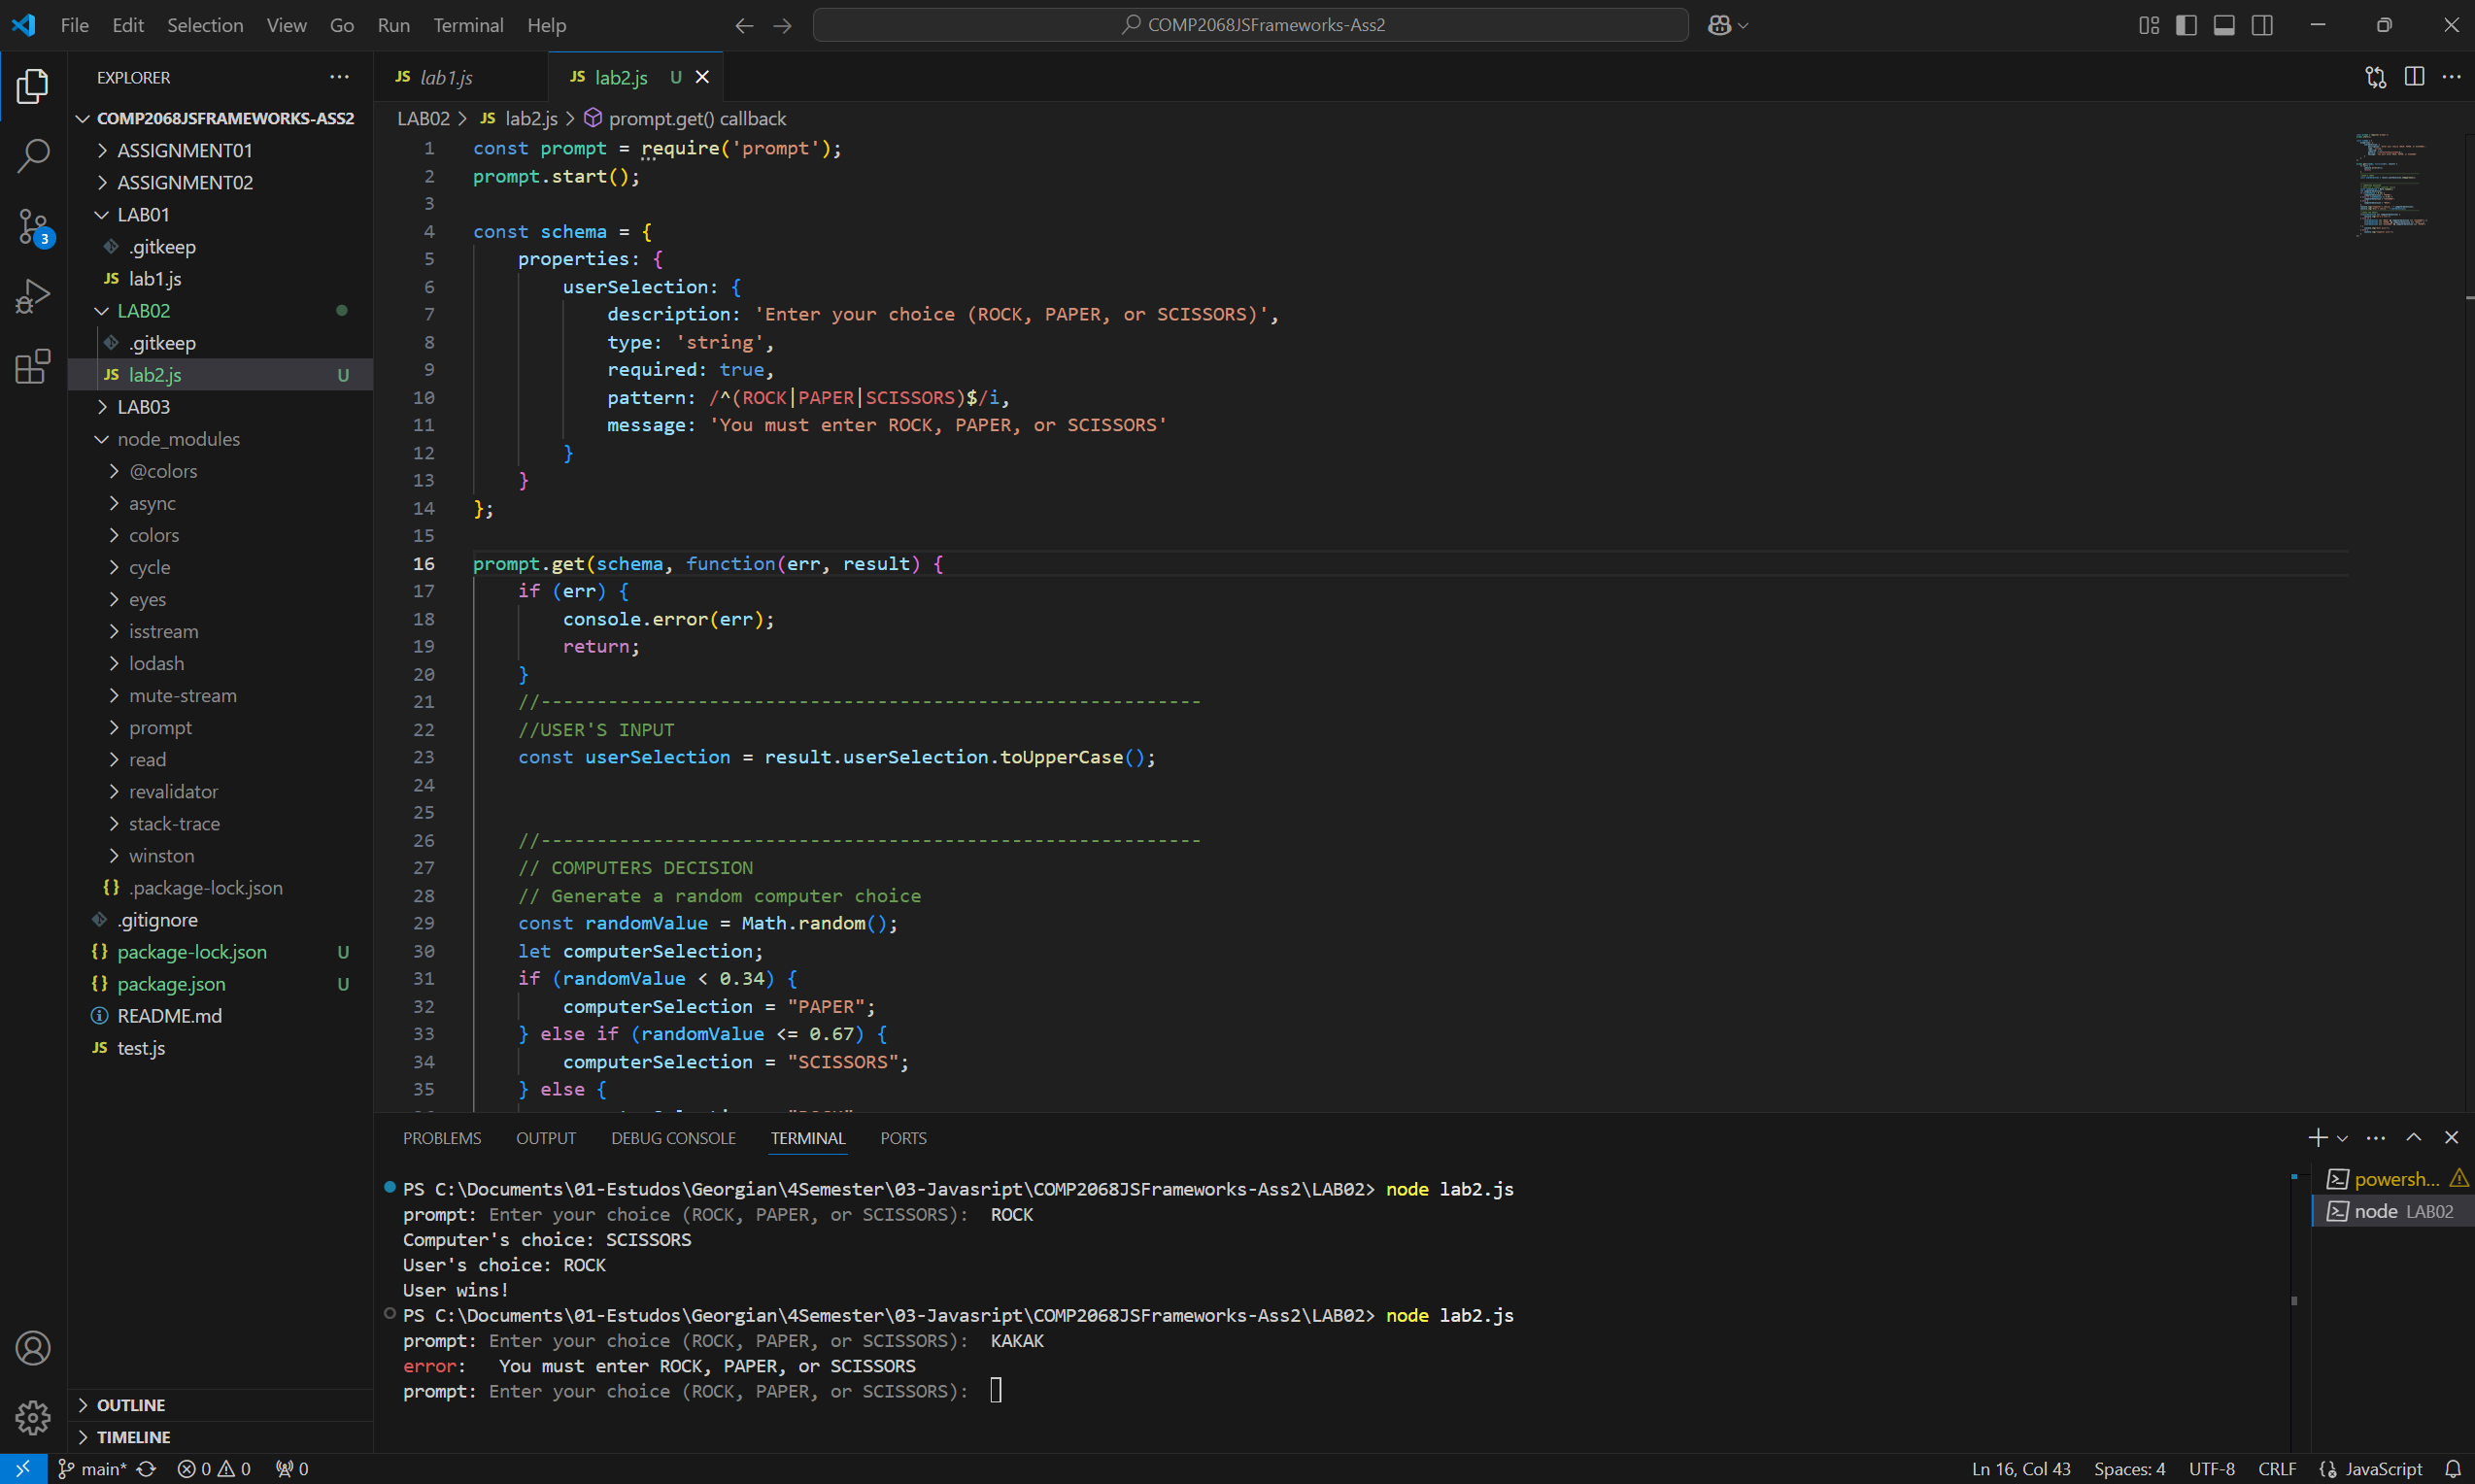 File Edit Selection View Go Run Terminal Help
COMP2068JSFrameworks-Ass2
EXPLORER
COMP2068JSFRAMEWORKS-ASS2
ASSIGNMENT01
ASSIGNMENT02
LAB01
.gitkeep
JS lab1.js
LAB02
.gitkeep
JS lab2.js U
LAB03
node_modules
@colors
async
colors
cycle
eyes
isstream
lodash
mute-stream
prompt
read
revalidator
stack-trace
winston
{} .package-lock.json
.gitignore
{} package-lock.json U
{} package.json U
README.md
JS test.js
OUTLINE
TIMELINE
3
JS lab1.js
JS lab2.js U
LAB02 > JS lab2.js > prompt.get() callback
1 const prompt = require('prompt');
2 prompt.start();
3
4 const schema = {
5 properties: {
6 userSelection: {
7 description: 'Enter your choice (ROCK, PAPER, or SCISSORS)',
8 type: 'string',
9 required: true,
10 pattern: /^(ROCK|PAPER|SCISSORS)$/i,
11 message: 'You must enter ROCK, PAPER, or SCISSORS'
12 }
13 }
14 };
15
16 prompt.get(schema, function(err, result) {
17 if (err) {
18 console.error(err);
19 return;
20 }
21 //-----------------------------------------------------------
22 //USER'S INPUT
23 const userSelection = result.userSelection.toUpperCase();
24
25
26 //-----------------------------------------------------------
27 // COMPUTERS DECISION
28 // Generate a random computer choice
29 const randomValue = Math.random();
30 let computerSelection;
31 if (randomValue < 0.34) {
32 computerSelection = "PAPER";
33 } else if (randomValue <= 0.67) {
34 computerSelection = "SCISSORS";
35 } else {
PROBLEMS OUTPUT DEBUG CONSOLE TERMINAL PORTS
PS C:\Documents\01-Estudos\Georgian\4Semester\03-Javasript\COMP2068JSFrameworks-Ass2\LAB02> node lab2.js
prompt: Enter your choice (ROCK, PAPER, or SCISSORS): ROCK
Computer's choice: SCISSORS
User's choice: ROCK
User wins!
PS C:\Documents\01-Estudos\Georgian\4Semester\03-Javasript\COMP2068JSFrameworks-Ass2\LAB02> node lab2.js
prompt: Enter your choice (ROCK, PAPER, or SCISSORS): KAKAK
error: You must enter ROCK, PAPER, or SCISSORS
prompt: Enter your choice (ROCK, PAPER, or SCISSORS):
powersh...
node LAB02
main* 0 0 0
Ln 16, Col 43 Spaces: 4 UTF-8 CRLF {} JavaScript